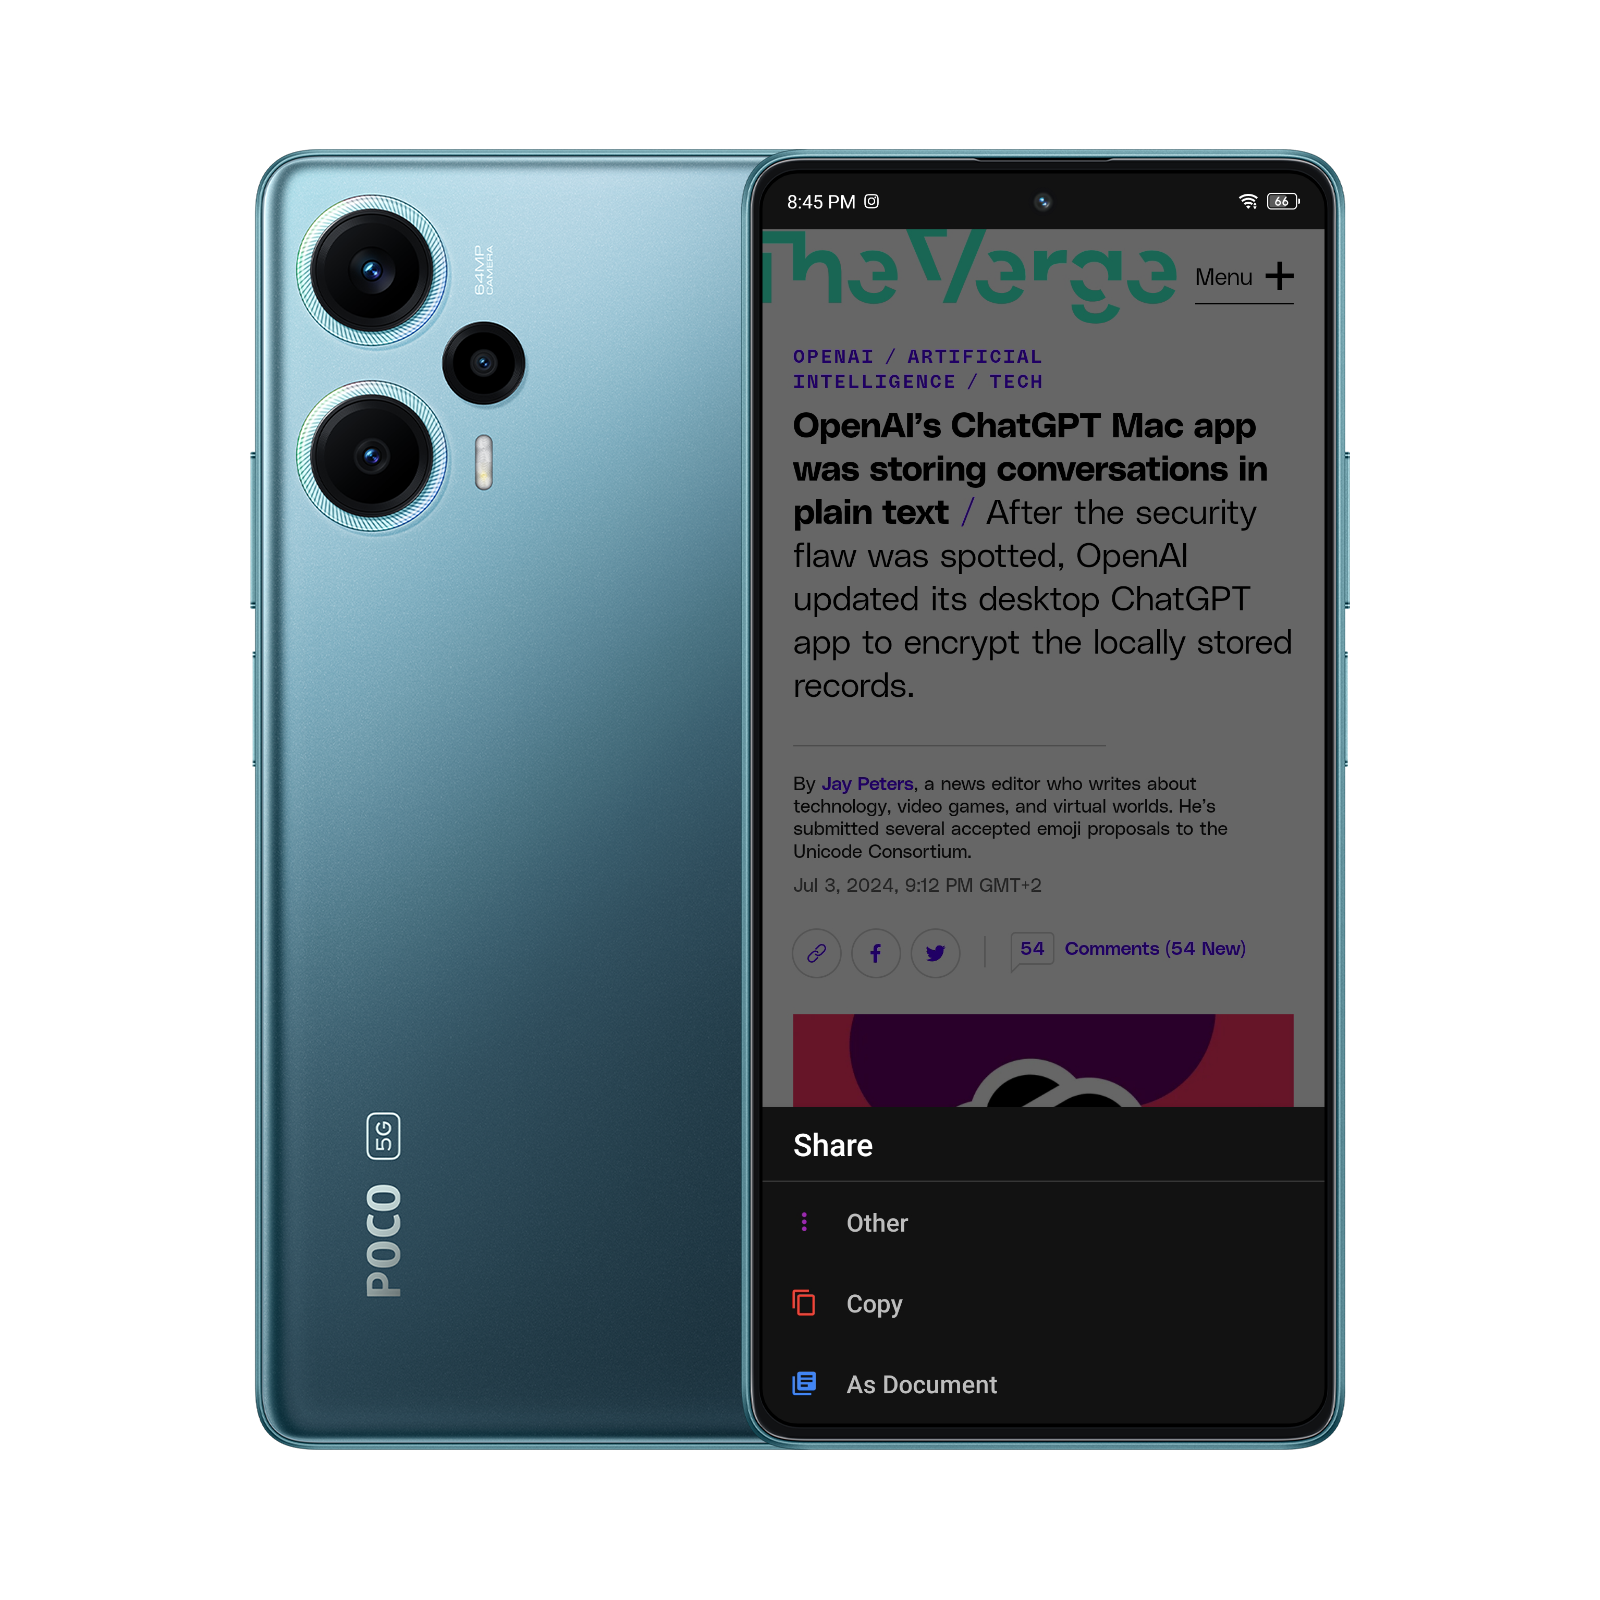 64MP
CAMERA
POCO 5G
8:45 PM
66
The Verge
Menu
OPENAI / ARTIFICIAL
INTELLIGENCE / TECH
OpenAI’s ChatGPT Mac app
was storing conversations in
plain text / After the security
flaw was spotted, OpenAI
updated its desktop ChatGPT
app to encrypt the locally stored
records.
By Jay Peters, a news editor who writes about
technology, video games, and virtual worlds. He’s
submitted several accepted emoji proposals to the
Unicode Consortium.
Jul 3, 2024, 9:12 PM GMT+2
54 Comments (54 New)
Share
Other
Copy
As Document